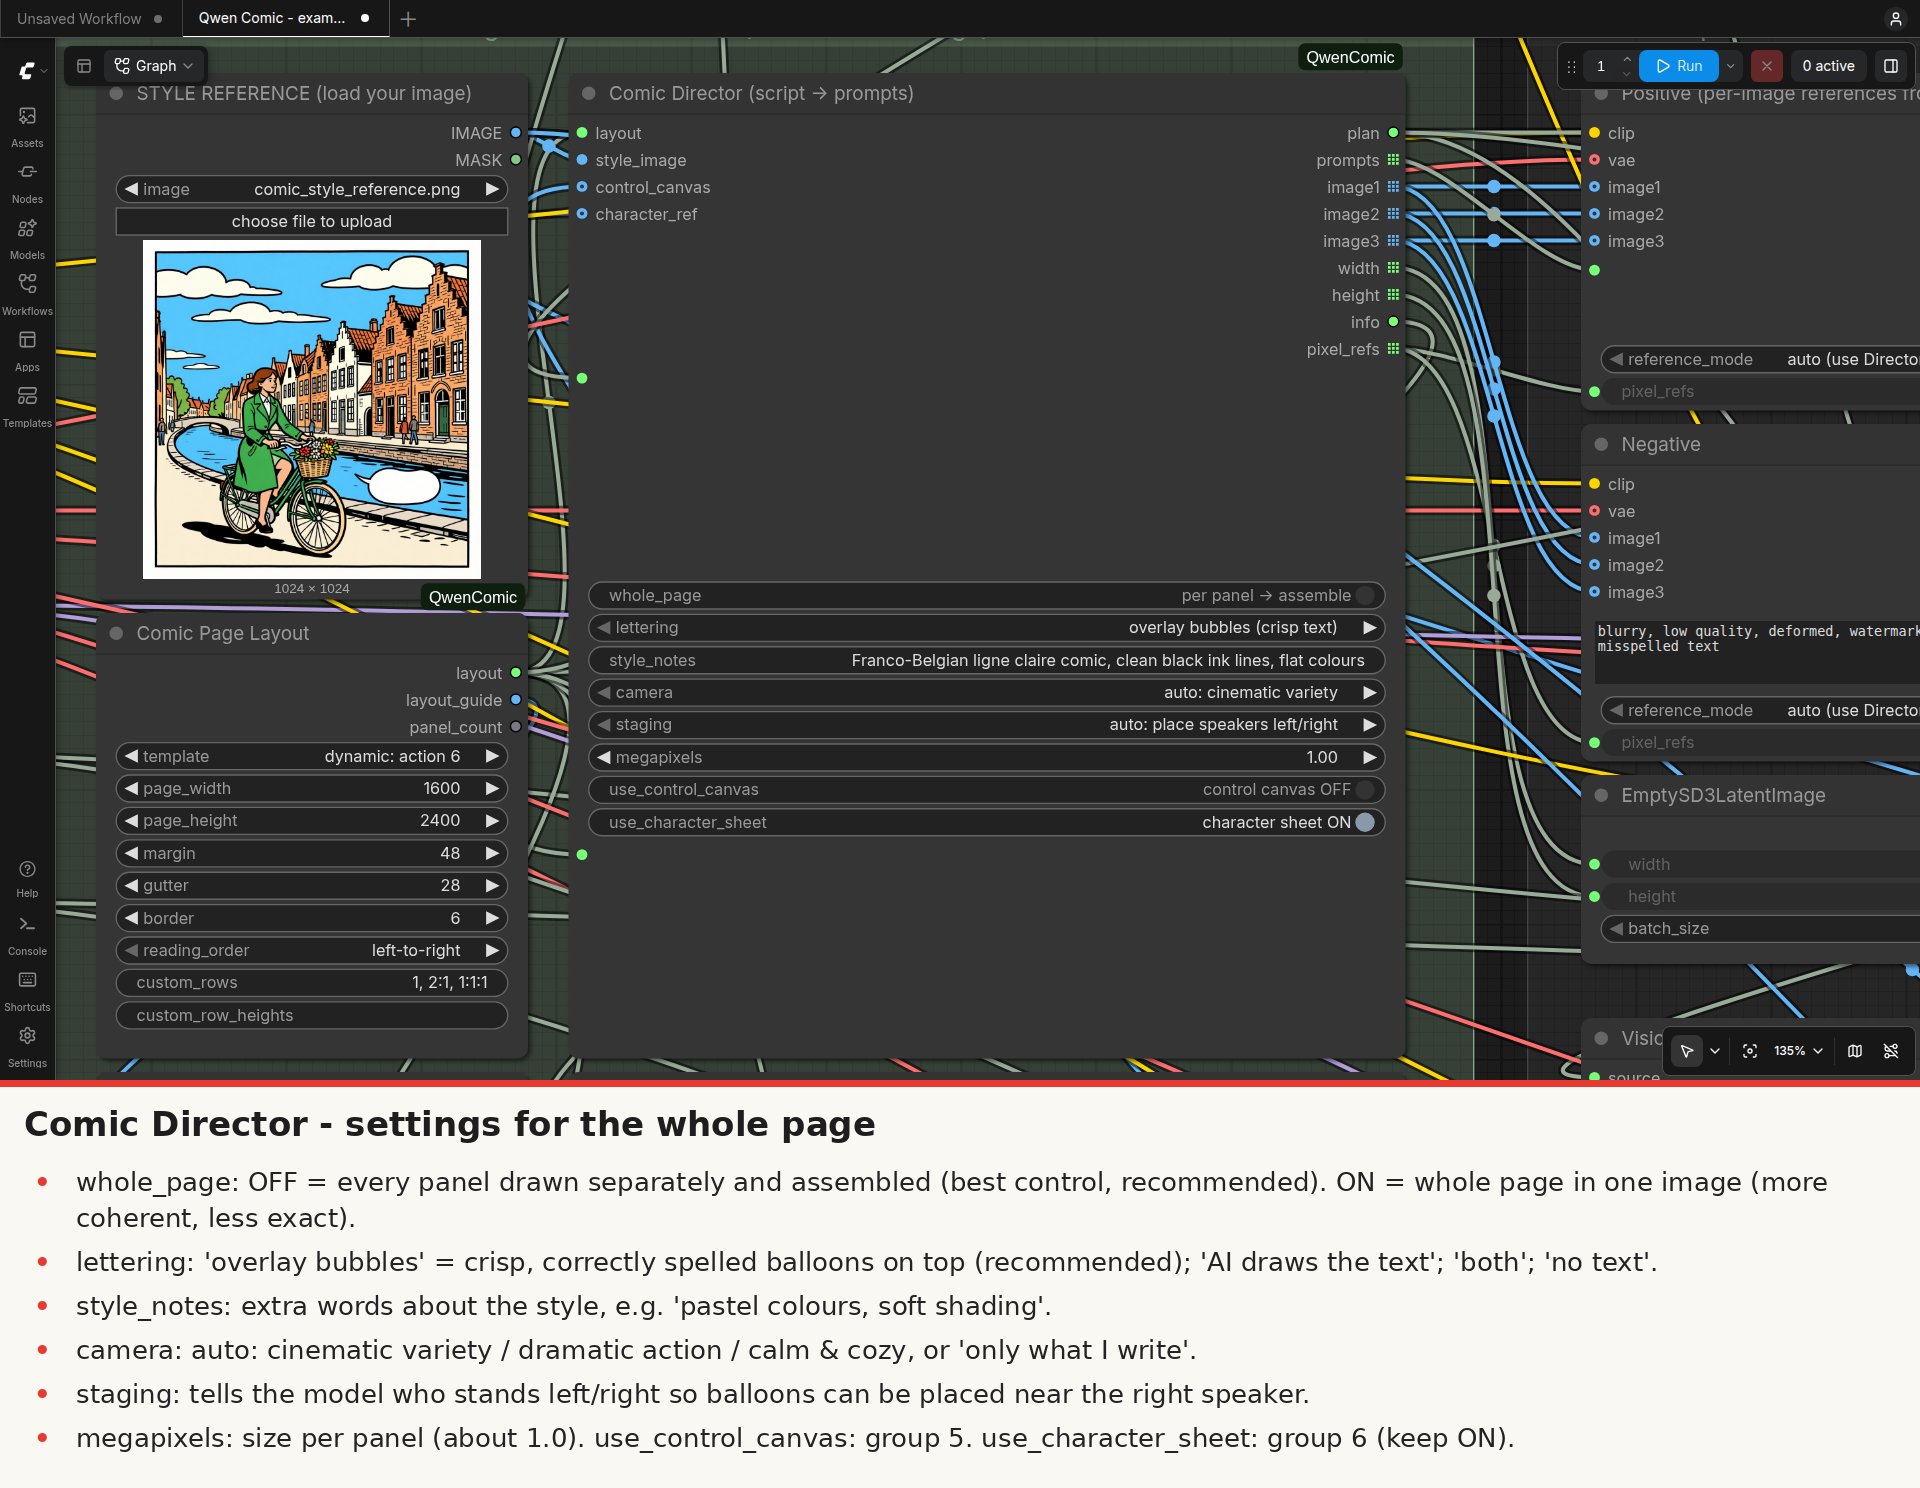 Unsaved Workflow
Qwen Comic - exam...
Graph
1
Run
0 active
Assets
Nodes
Models
Workflows
Apps
Templates
Help
Console
Shortcuts
Settings
STYLE REFERENCE (load your image)
IMAGE
MASK
image comic_style_reference.png
choose file to upload
1024 × 1024
QwenComic
Comic Page Layout
layout
layout_guide
panel_count
template dynamic: action 6
page_width 1600
page_height 2400
margin 48
gutter 28
border 6
reading_order left-to-right
custom_rows 1, 2:1, 1:1:1
custom_row_heights
QwenComic
Comic Director (script → prompts)
layout plan
style_image prompts
control_canvas image1
character_ref image2
image3
width
height
info
pixel_refs
whole_page per panel → assemble
lettering overlay bubbles (crisp text)
style_notes Franco-Belgian ligne claire comic, clean black ink lines, flat colours
camera auto: cinematic variety
staging auto: place speakers left/right
megapixels 1.00
use_control_canvas control canvas OFF
use_character_sheet character sheet ON
Positive (per-image references fro
clip
vae
image1
image2
image3
reference_mode auto (use Director
pixel_refs
Negative
clip
vae
image1
image2
image3
blurry, low quality, deformed, watermark
misspelled text
reference_mode auto (use Director
pixel_refs
EmptySD3LatentImage
width
height
batch_size
source
135%
Comic Director - settings for the whole page
• whole_page: OFF = every panel drawn separately and assembled (best control, recommended). ON = whole page in one image (more
coherent, less exact).
• lettering: 'overlay bubbles' = crisp, correctly spelled balloons on top (recommended); 'AI draws the text'; 'both'; 'no text'.
• style_notes: extra words about the style, e.g. 'pastel colours, soft shading'.
• camera: auto: cinematic variety / dramatic action / calm & cozy, or 'only what I write'.
• staging: tells the model who stands left/right so balloons can be placed near the right speaker.
• megapixels: size per panel (about 1.0). use_control_canvas: group 5. use_character_sheet: group 6 (keep ON).